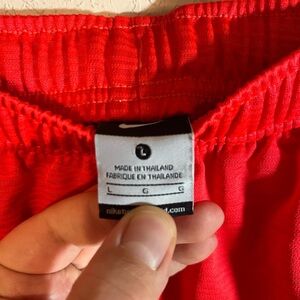 L
MADE IN THAILAND
FABRIQUE EN THAILANDE
L G G